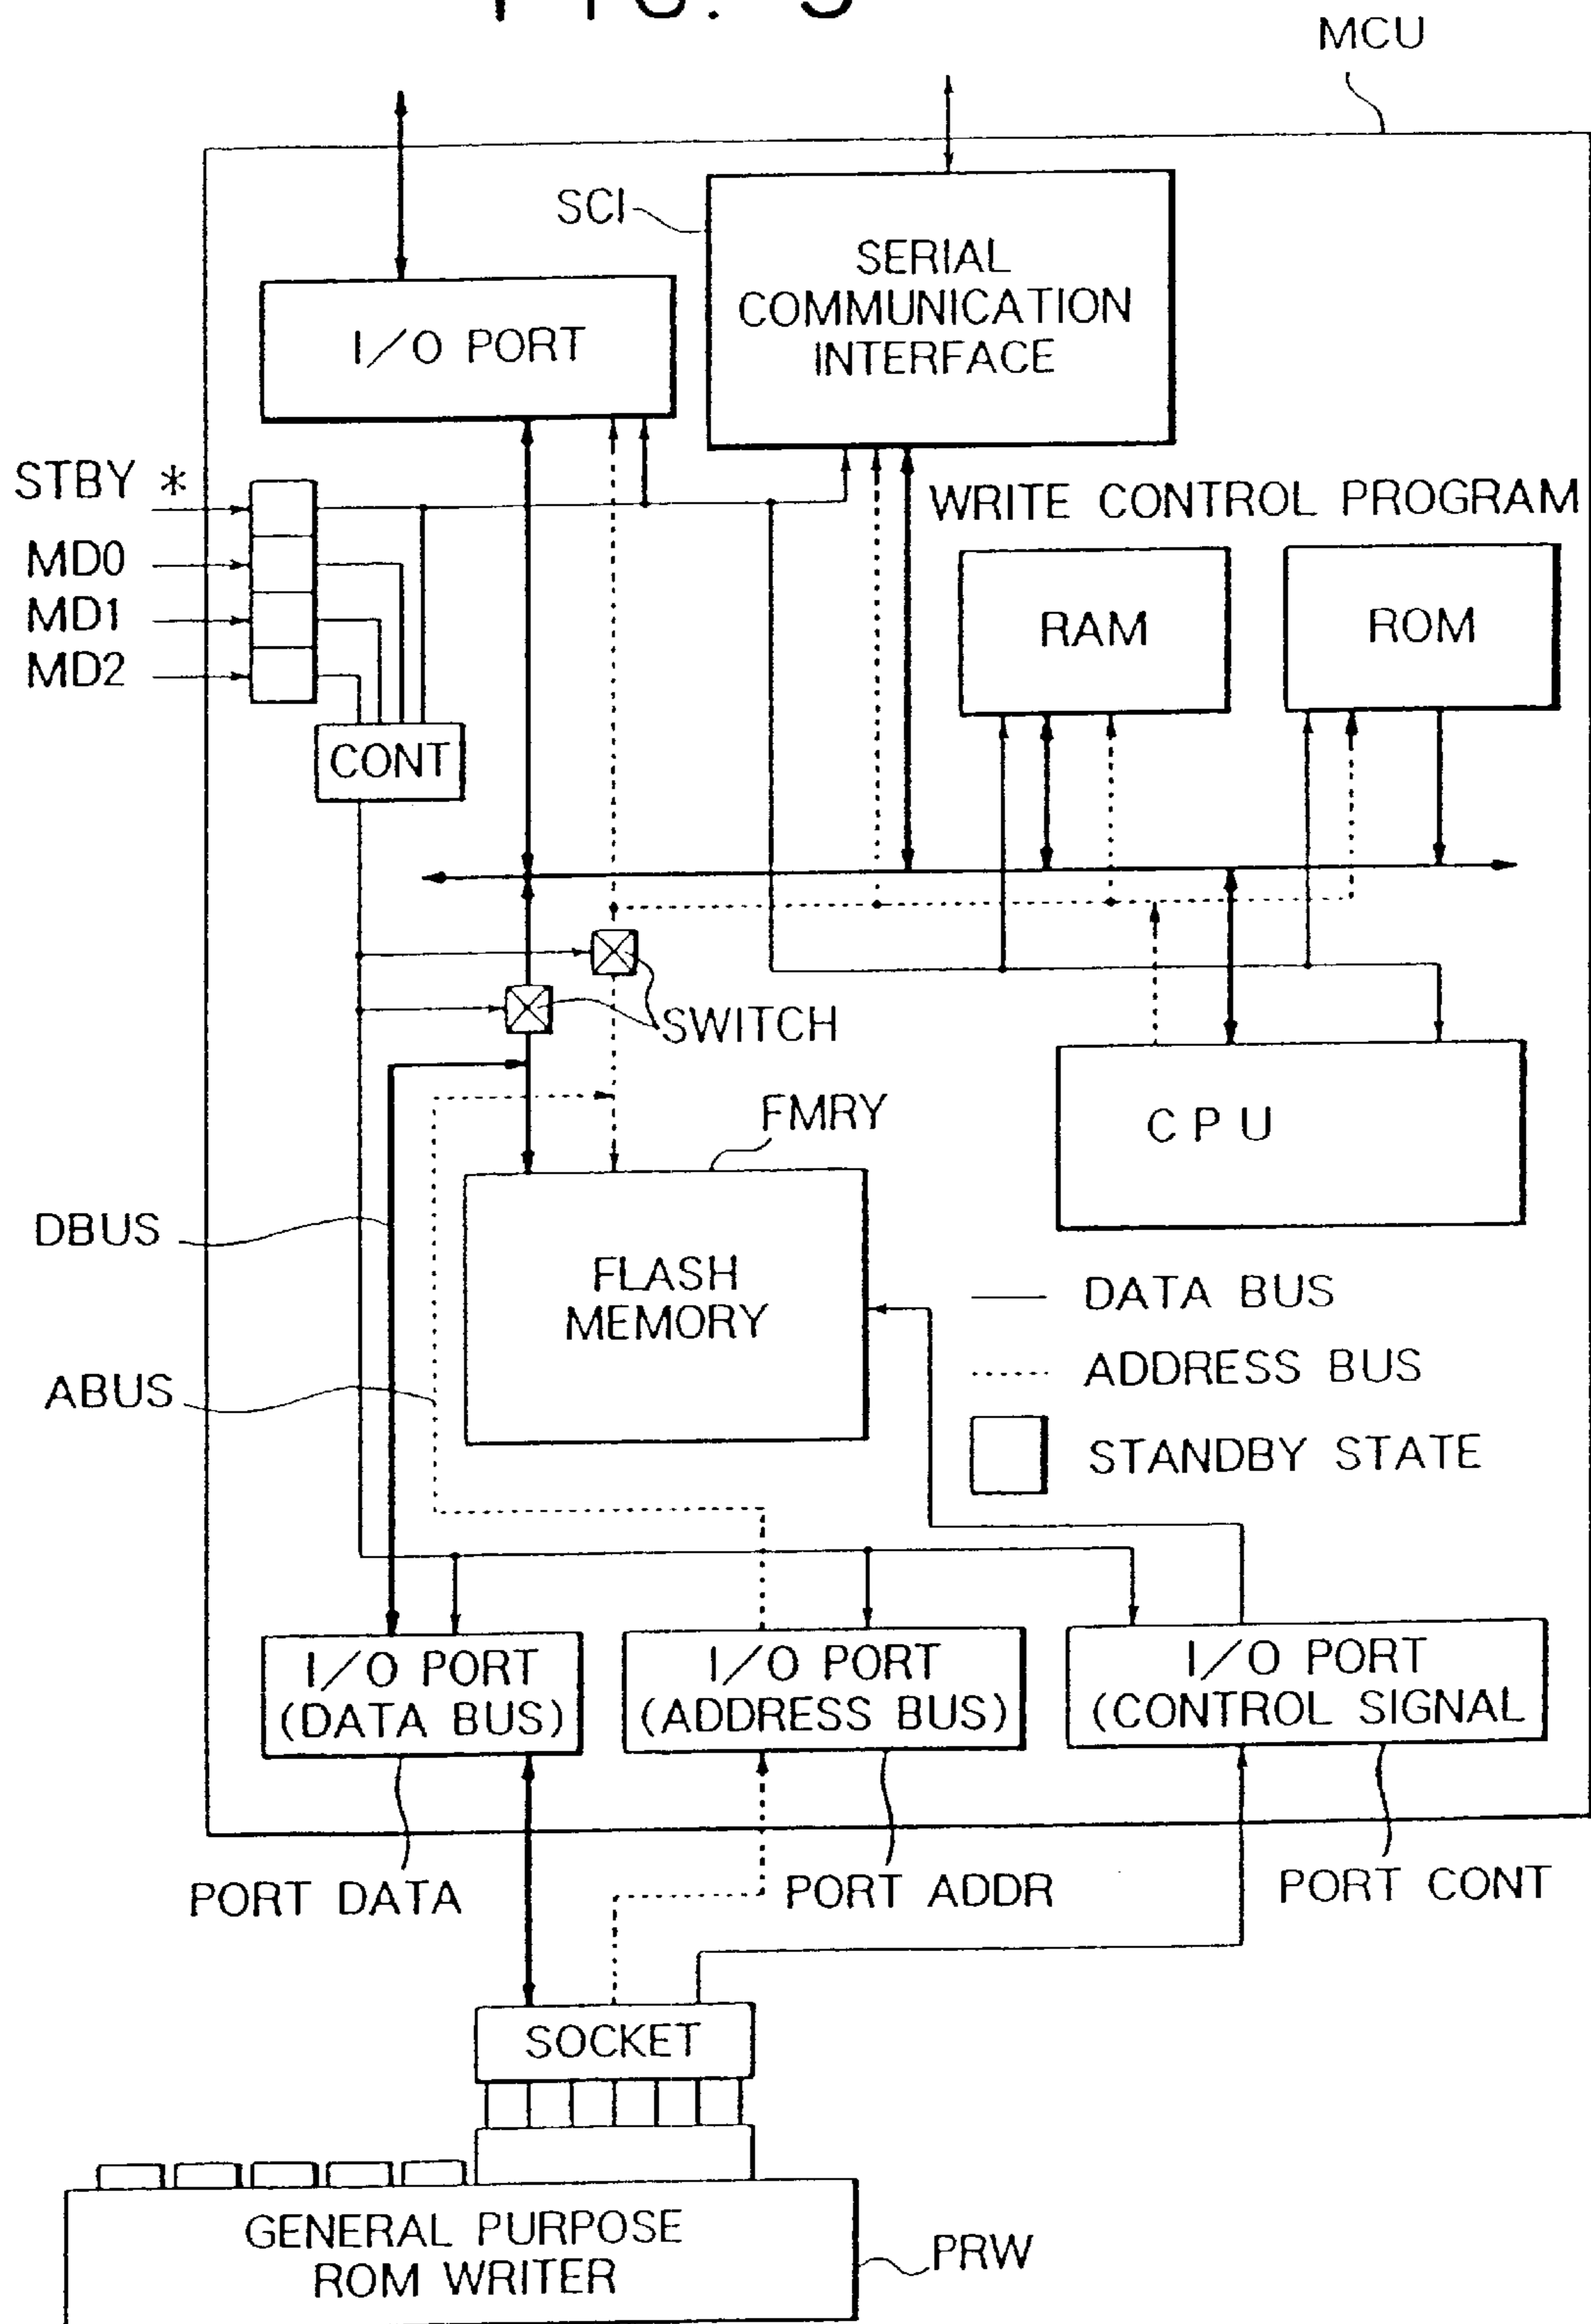 MCU
SCI
SERIAL
COMMUNICATION
INTERFACE
I/O PORT
STBY *
WRITE CONTROL PROGRAM
MD0
MD1
MD2
RAM
ROM
CONT
SWITCH
FMRY
CPU
DBUS
FLASH
MEMORY
DATA BUS
ABUS
ADDRESS BUS
STANDBY STATE
I/O PORT
(DATA BUS)
I/O PORT
(ADDRESS BUS)
I/O PORT
(CONTROL SIGNAL
PORT DATA
PORT ADDR
PORT CONT
SOCKET
GENERAL PURPOSE
ROM WRITER
PRW